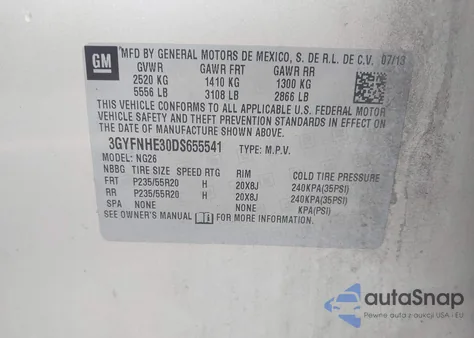 GM
MFD BY GENERAL MOTORS DE MEXICO, S. DE R.L. DE C.V. 07/13
GVWR GAWR FRT GAWR RR
2520 KG 1410 KG 1300 KG
5556 LB 3108 LB 2866 LB
THIS VEHICLE CONFORMS TO ALL APPLICABLE U.S. FEDERAL MOTOR
VEHICLE SAFETY AND THEFT PREVENTION STANDARDS IN EFFECT ON
THE DATE OF MANUFACTURE SHOWN ABOVE.
3GYFNHE30DS655541 TYPE: M.P.V.
MODEL: NG26
NBBG TIRE SIZE SPEED RTG RIM COLD TIRE PRESSURE
FRT P235/55R20 H 20X8J 240KPA(35PSI)
RR P235/55R20 H 20X8J 240KPA(35PSI)
SPA NONE NONE KPA(PSI)
SEE OWNER'S MANUAL FOR MORE INFORMATION.
autaSnap
Pewne auta z aukcji USA - EU